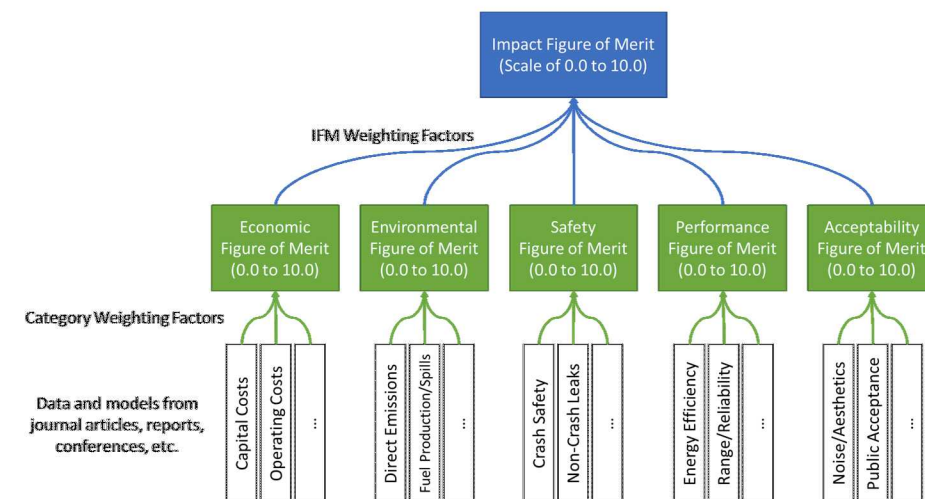 Impact Figure of Merit
(Scale of 0.0 to 10.0)
IFM Weighting Factors
Economic
Figure of Merit
(0.0 to 10.0)
Environmental
Figure of Merit
(0.0 to 10.0)
Safety
Figure of Merit
(0.0 to 10.0)
Performance
Figure of Merit
(0.0 to 10.0)
Acceptability
Figure of Merit
(0.0 to 10.0)
Category Weighting Factors
Data and models from
journal articles, reports,
conferences, etc.
Capital Costs
Operating Costs
...
Direct Emissions
Fuel Production/Spills
...
Crash Safety
Non-Crash Leaks
...
Energy Efficiency
Range/Reliability
...
Noise/Aesthetics
Public Acceptance
...